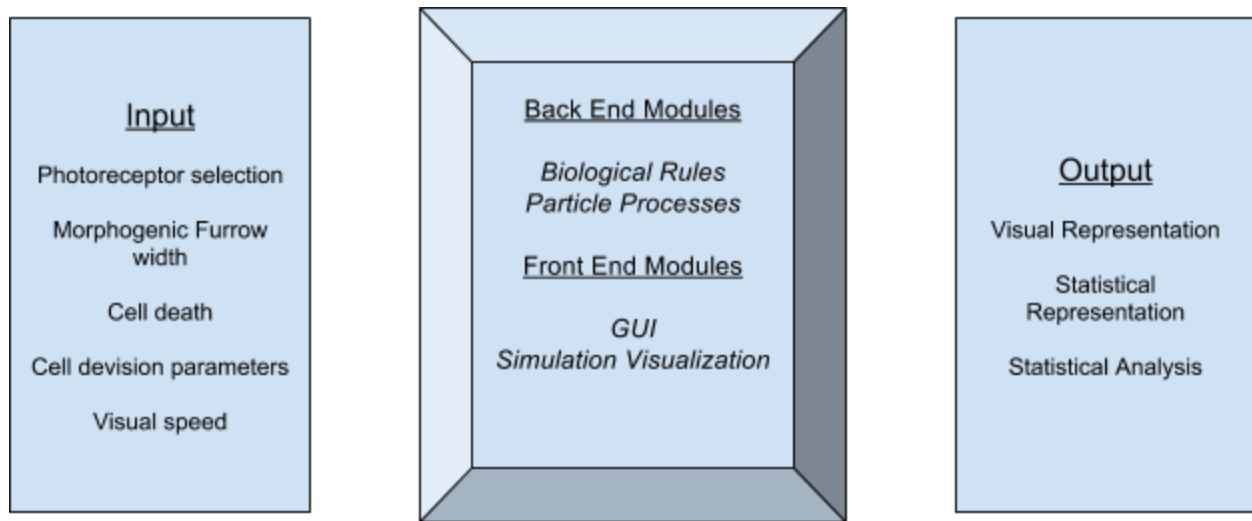 Input
Photoreceptor selection
Morphogenic Furrow
width
Cell death
Cell devision parameters
Visual speed
Back End Modules
Biological Rules
Particle Processes
Front End Modules
GUI
Simulation Visualization
Output
Visual Representation
Statistical
Representation
Statistical Analysis